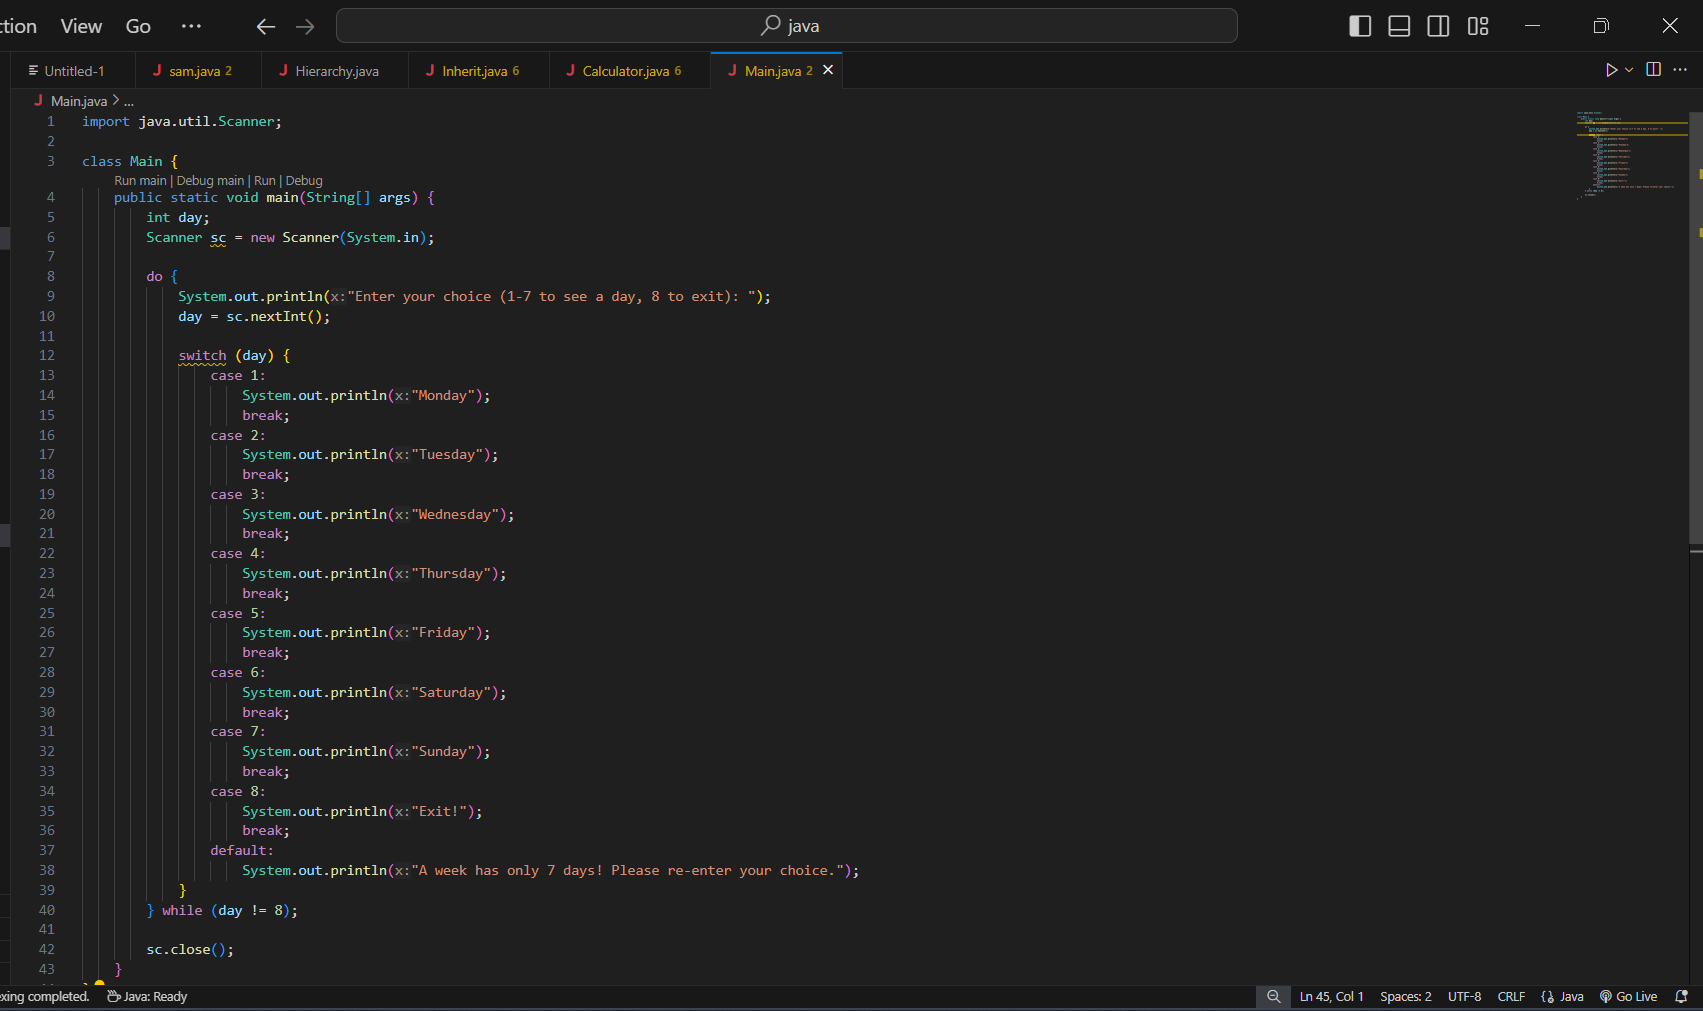 ction View Go ··· java
Untitled-1 sam.java 2 Hierarchy.java Inherit.java 6 Calculator.java 6 Main.java 2
Main.java > ...
1 import java.util.Scanner;
2
3 class Main {
Run main | Debug main | Run | Debug
4 public static void main(String[] args) {
5 int day;
6 Scanner sc = new Scanner(System.in);
7
8 do {
9 System.out.println(x:"Enter your choice (1-7 to see a day, 8 to exit): ");
10 day = sc.nextInt();
11
12 switch (day) {
13 case 1:
14 System.out.println(x:"Monday");
15 break;
16 case 2:
17 System.out.println(x:"Tuesday");
18 break;
19 case 3:
20 System.out.println(x:"Wednesday");
21 break;
22 case 4:
23 System.out.println(x:"Thursday");
24 break;
25 case 5:
26 System.out.println(x:"Friday");
27 break;
28 case 6:
29 System.out.println(x:"Saturday");
30 break;
31 case 7:
32 System.out.println(x:"Sunday");
33 break;
34 case 8:
35 System.out.println(x:"Exit!");
36 break;
37 default:
38 System.out.println(x:"A week has only 7 days! Please re-enter your choice.");
39 }
40 } while (day != 8);
41
42 sc.close();
43 }
xing completed. Java: Ready Ln 45, Col 1 Spaces: 2 UTF-8 CRLF {} Java Go Live